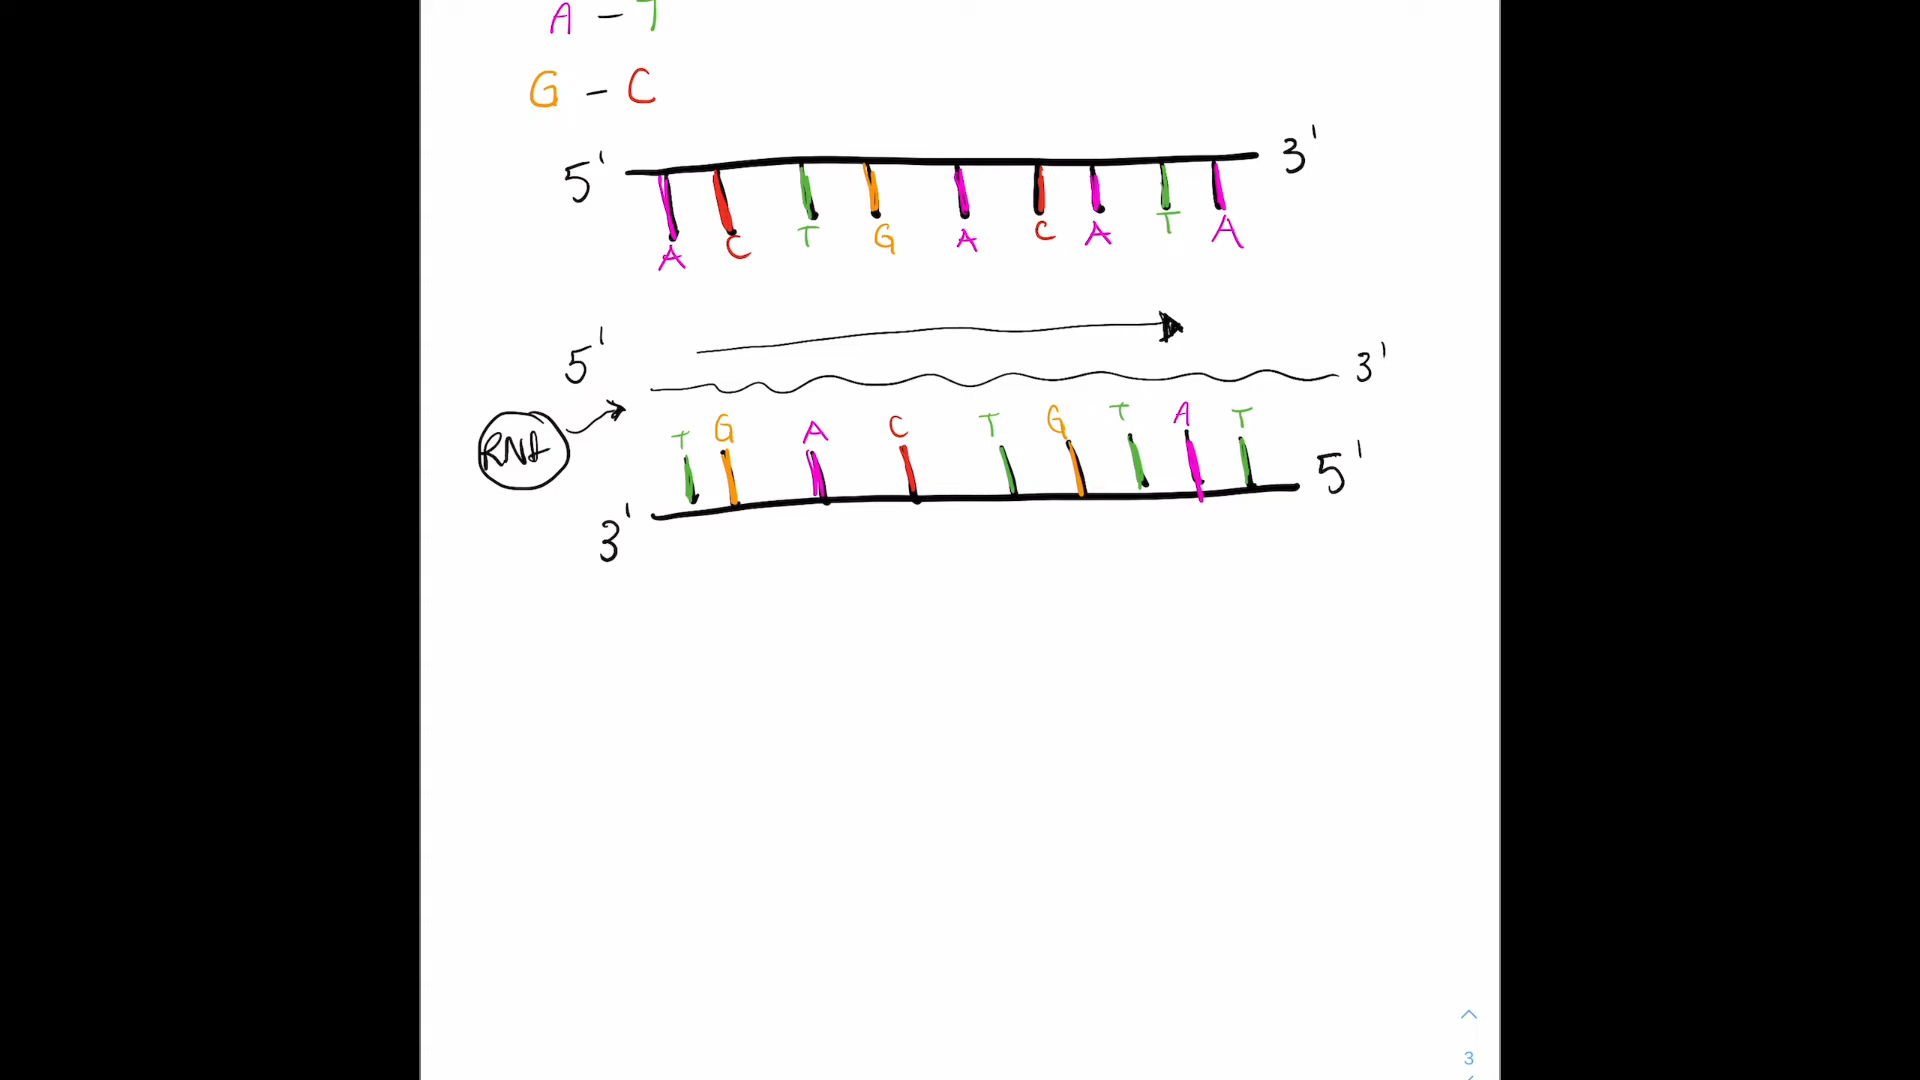 A - T
G - C
5' 3'
A C T G A C A T A
5' 3'
RNA
T G A C T G T A T
3' 5'
3